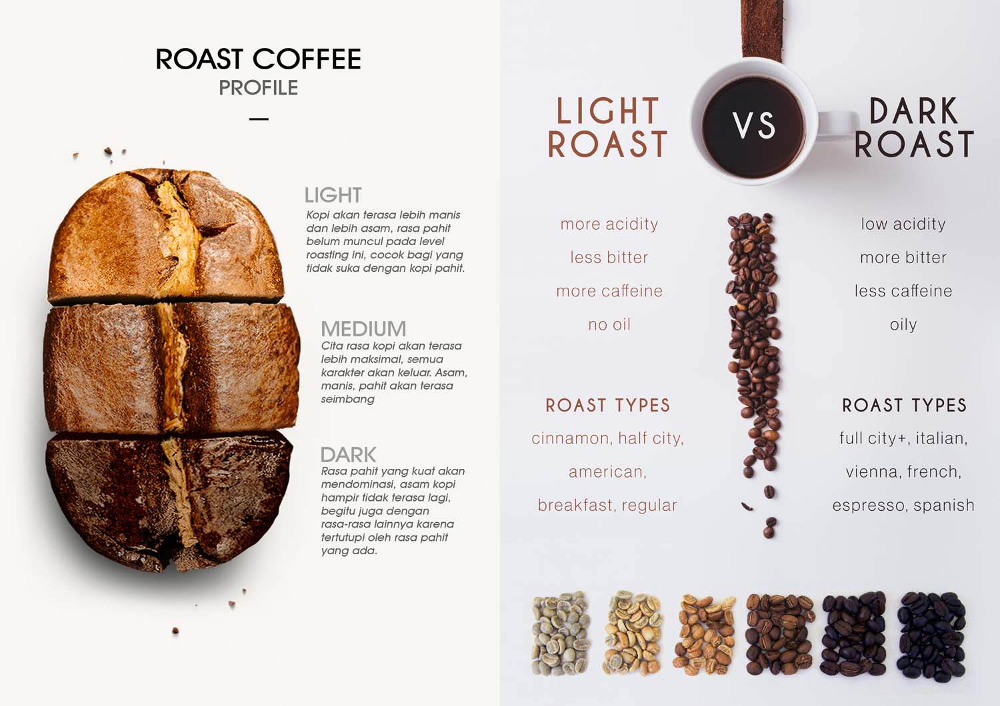 ROAST COFFEE
PROFILE
LIGHT
Kopi akan terasa lebih manis
dan lebih asam, rasa pahit
belum muncul pada level
roasting ini, cocok bagi yang
tidak suka dengan kopi pahit.
MEDIUM
Cita rasa kopi akan terasa
lebih maksimal, semua
karakter akan keluar. Asam,
manis, pahit akan terasa
seimbang
DARK
Rasa pahit yang kuat akan
mendominasi, asam kopi
hampir tidak terasa lagi,
begitu juga dengan
rasa-rasa lainnya karena
tertutupi oleh rasa pahit
yang ada.
LIGHT
ROAST
VS
DARK
ROAST
more acidity
less bitter
more caffeine
no oil
low acidity
more bitter
less caffeine
oily
ROAST TYPES
cinnamon, half city,
american,
breakfast, regular
ROAST TYPES
full city+, italian,
vienna, french,
espresso, spanish